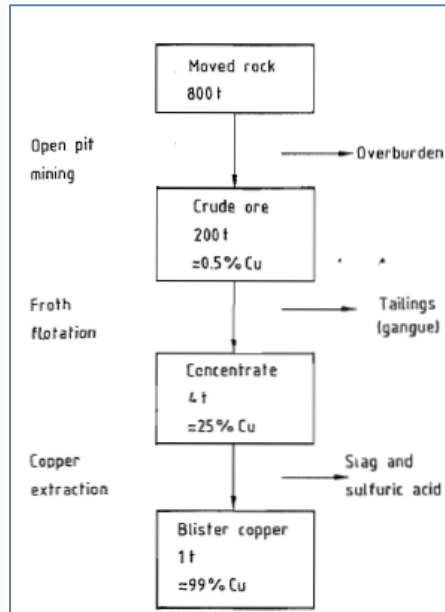 Moved rock
800 t
Open pit
mining
Overburden
Crude ore
200 t
=0.5% Cu
Froth
flotation
Tailings
(gangue)
Concentrate
4 t
=25% Cu
Copper
extraction
Slag and
sulfuric acid
Blister copper
1 t
=99% Cu